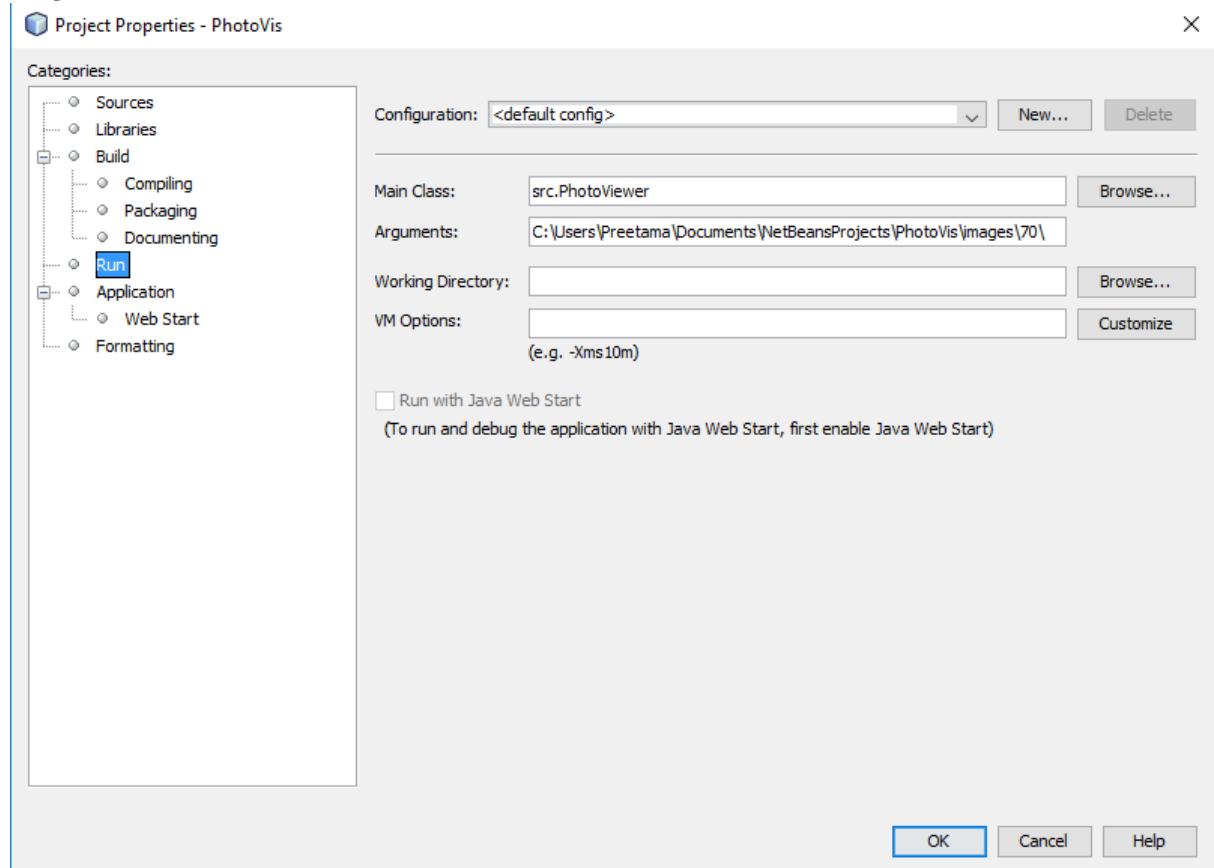 Project Properties - PhotoVis
Categories:
Sources
Libraries
Build
Compiling
Packaging
Documenting
Run
Application
Web Start
Formatting
Configuration: <default config> New... Delete
Main Class: src.PhotoViewer Browse...
Arguments: C:\Users\Preetama\Documents\NetBeansProjects\PhotoVis\images\70\
Working Directory: Browse...
VM Options: Customize
(e.g. -Xms10m)
Run with Java Web Start
(To run and debug the application with Java Web Start, first enable Java Web Start)
OK Cancel Help